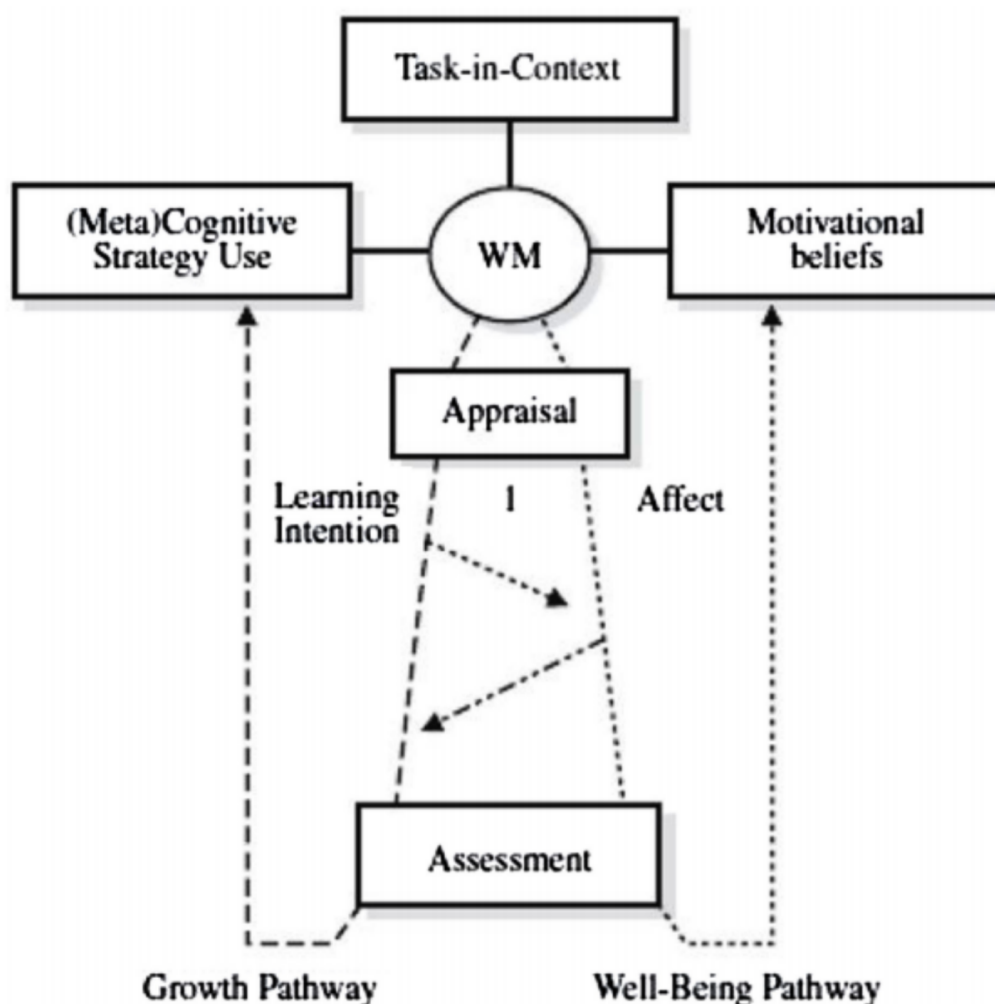 Task-in-Context
(Meta)Cognitive
Strategy Use
WM
Motivational
beliefs
Appraisal
Learning
Intention
1
Affect
Assessment
Growth Pathway
Well-Being Pathway